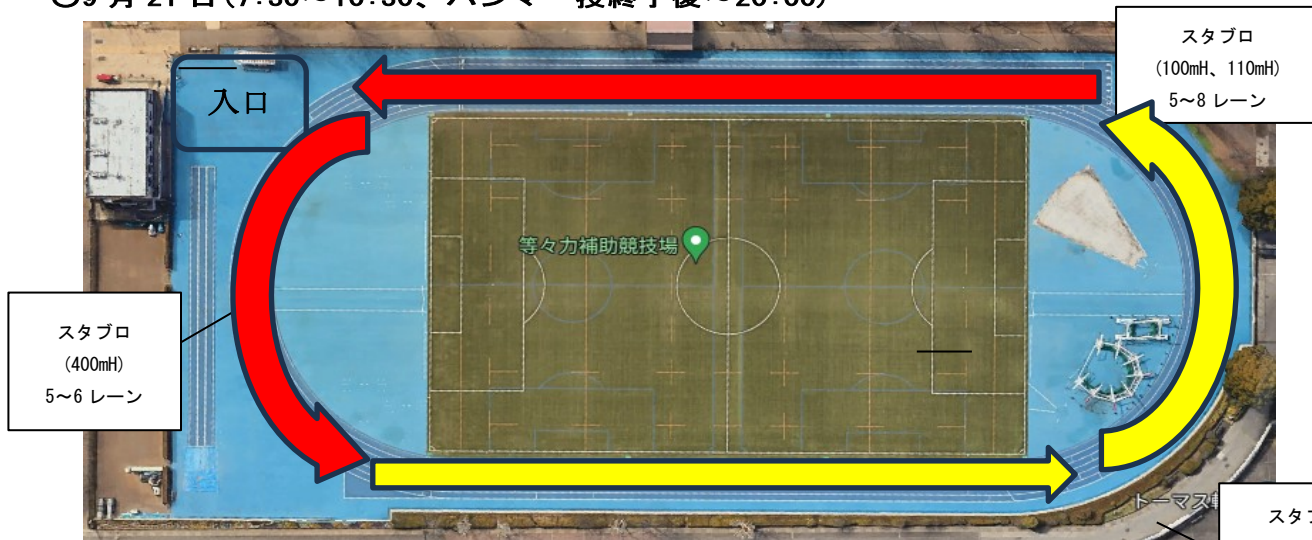 〇9月21日(7:30～16:30、ハンマー投終了後～20:00)
スタブロ
(100mH、110mH)
5～8レーン
入口
等々力補助競技場
スタブロ
(400mH)
5～6レーン
トーマス
スタブ